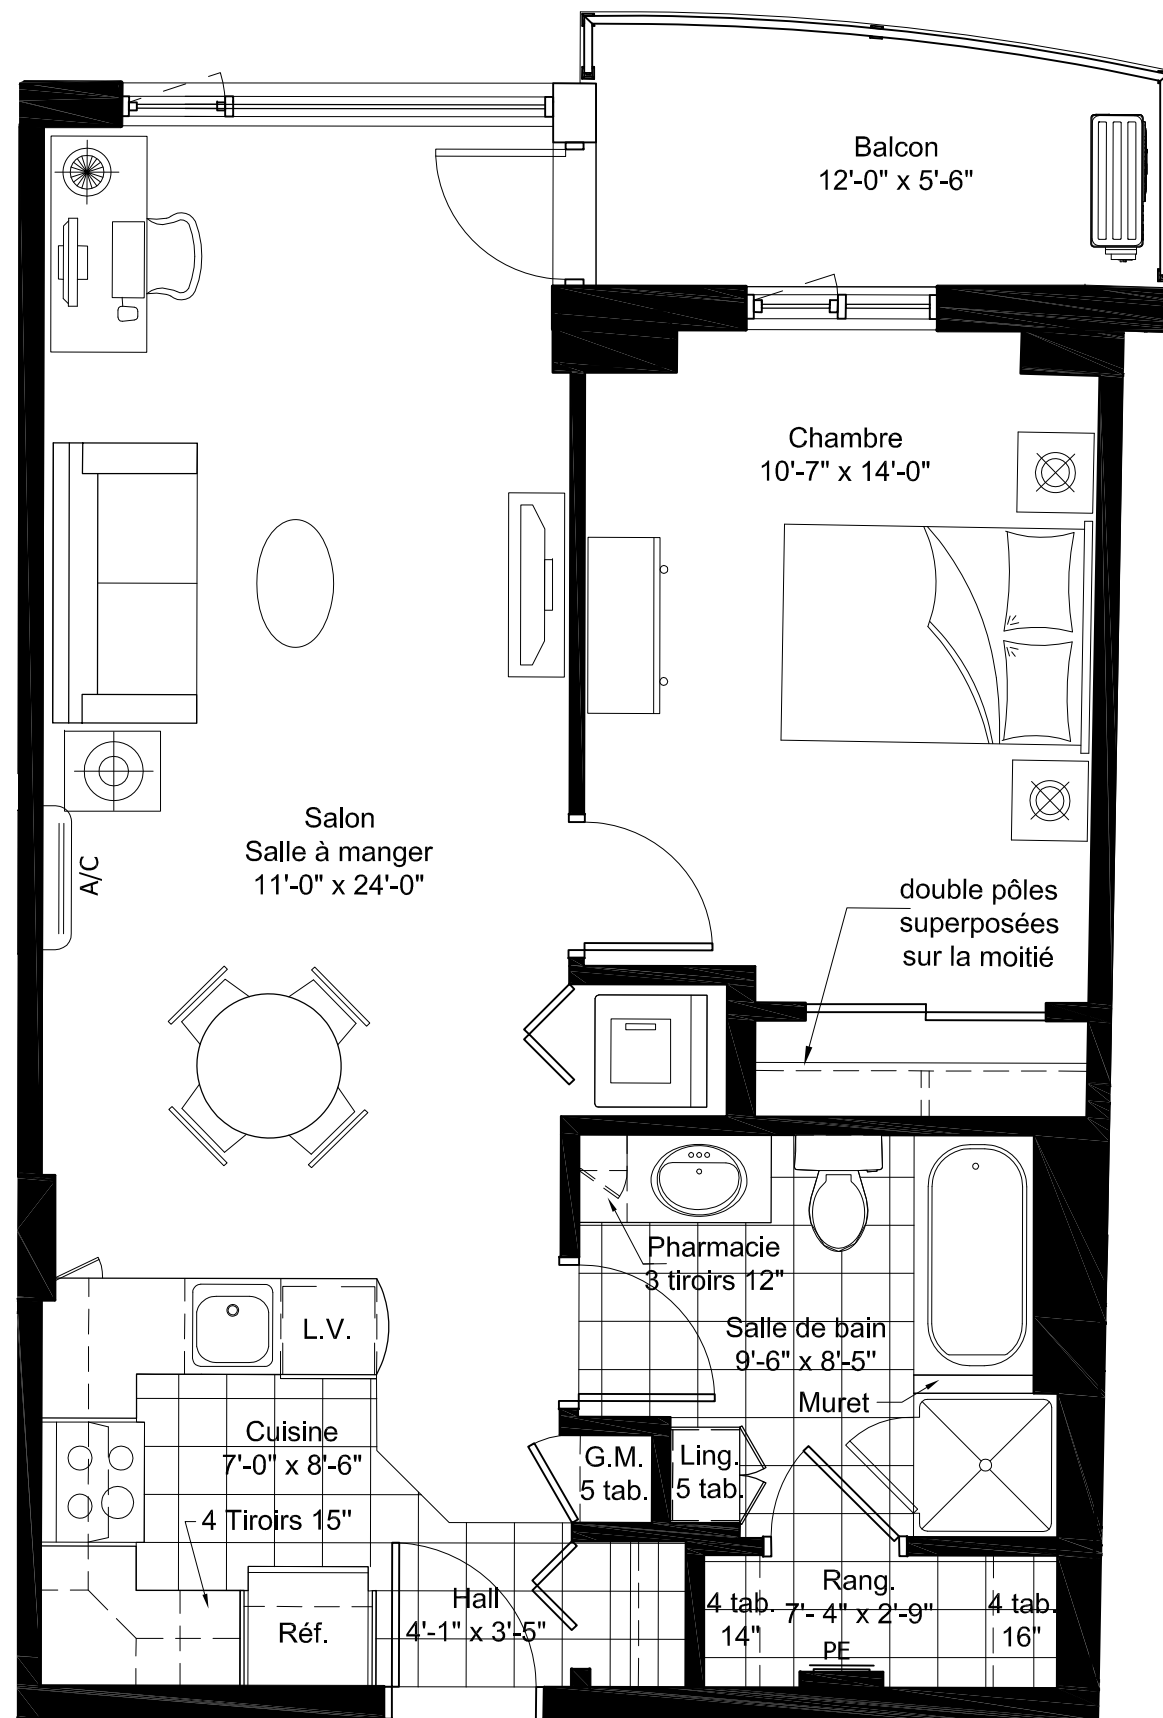 Balcon
12'-0" x 5'-6"
Chambre
10'-7" x 14'-0"
Salon
Salle à manger
11'-0" x 24'-0"
A/C
double pôles
superposées
sur la moitié
Pharmacie
3 tiroirs 12"
L.V.
Salle de bain
9'-6" x 8'-5"
Muret
Cuisine
7'-0" x 8'-6"
G.M.
5 tab.
Ling.
5 tab.
4 Tiroirs 15"
Réf.
Hall
4'-1" x 3'-5"
Rang.
7'- 4" x 2'-9"
4 tab.
14"
4 tab.
16"
PE